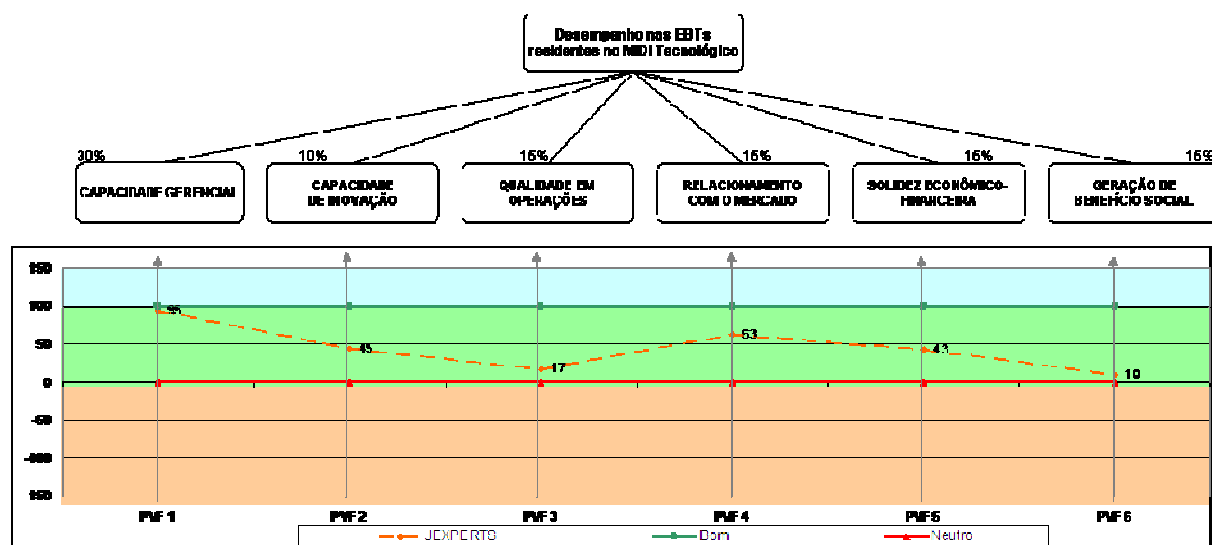 Desempenho nas EBTs
residentes no MIDI Tecnológico
30%
10%
15%
15%
15%
15%
CAPACIDADE GERENCIAL
CAPACIDADE
DE INOVAÇÃO
QUALIDADE EM
OPERAÇÕES
RELACIONAMENTO
COM O MERCADO
SOLIDEZ ECONÔMICO-
FINANCEIRA
GERAÇÃO DE
BENEFÍCIO SOCIAL
150
100
50
0
-50
-100
150
45
17
63
43
10
PVF 1
PVF 2
PVF 3
PVF 4
PVF 5
PVF 6
JEXPERTS
Bom
Neutro